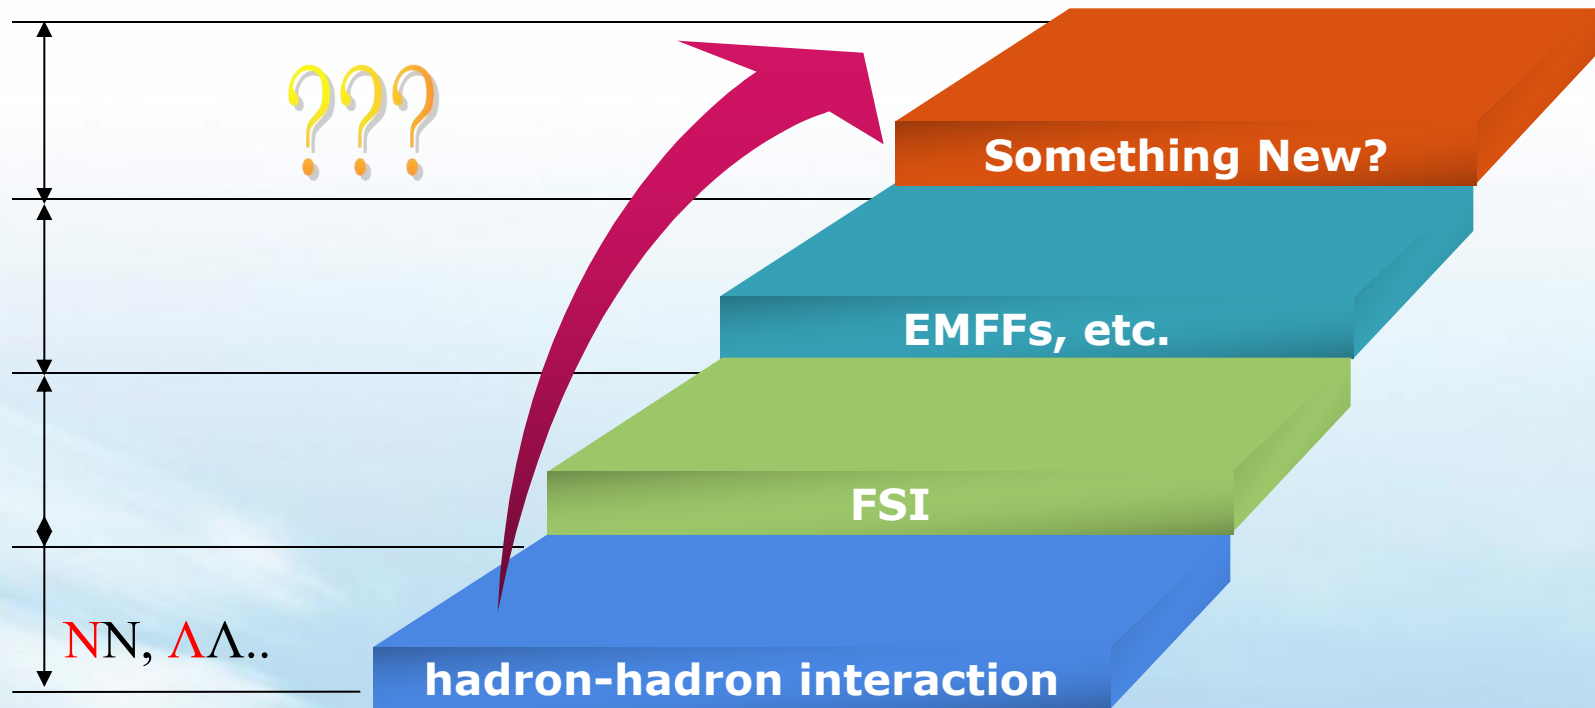 ???
Something New?
EMFFs, etc.
FSI
NN, ΛΛ..
hadron-hadron interaction